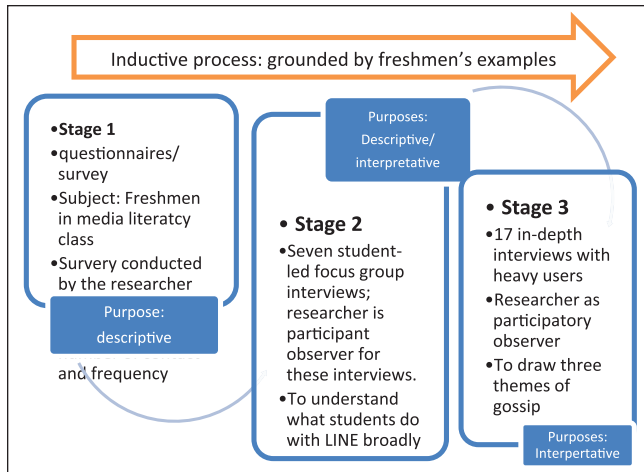 Inductive process: grounded by freshmen's examples
•Stage 1
•questionnaires/
survey
•Subject: Freshmen
in media literatcy
class
•Survery conducted
by the researcher
Purpose:
descriptive
and frequency
Purposes:
Descriptive/
interpretative
• Stage 2
•Seven student-
led focus group
interviews;
researcher is
participant
observer for
these interviews.
•To understand
what students do
with LINE broadly
• Stage 3
•17 in-depth
interviews with
heavy users
•Researcher as
participatory
observer
•To draw three
themes of
gossip
Purposes:
Interpertative